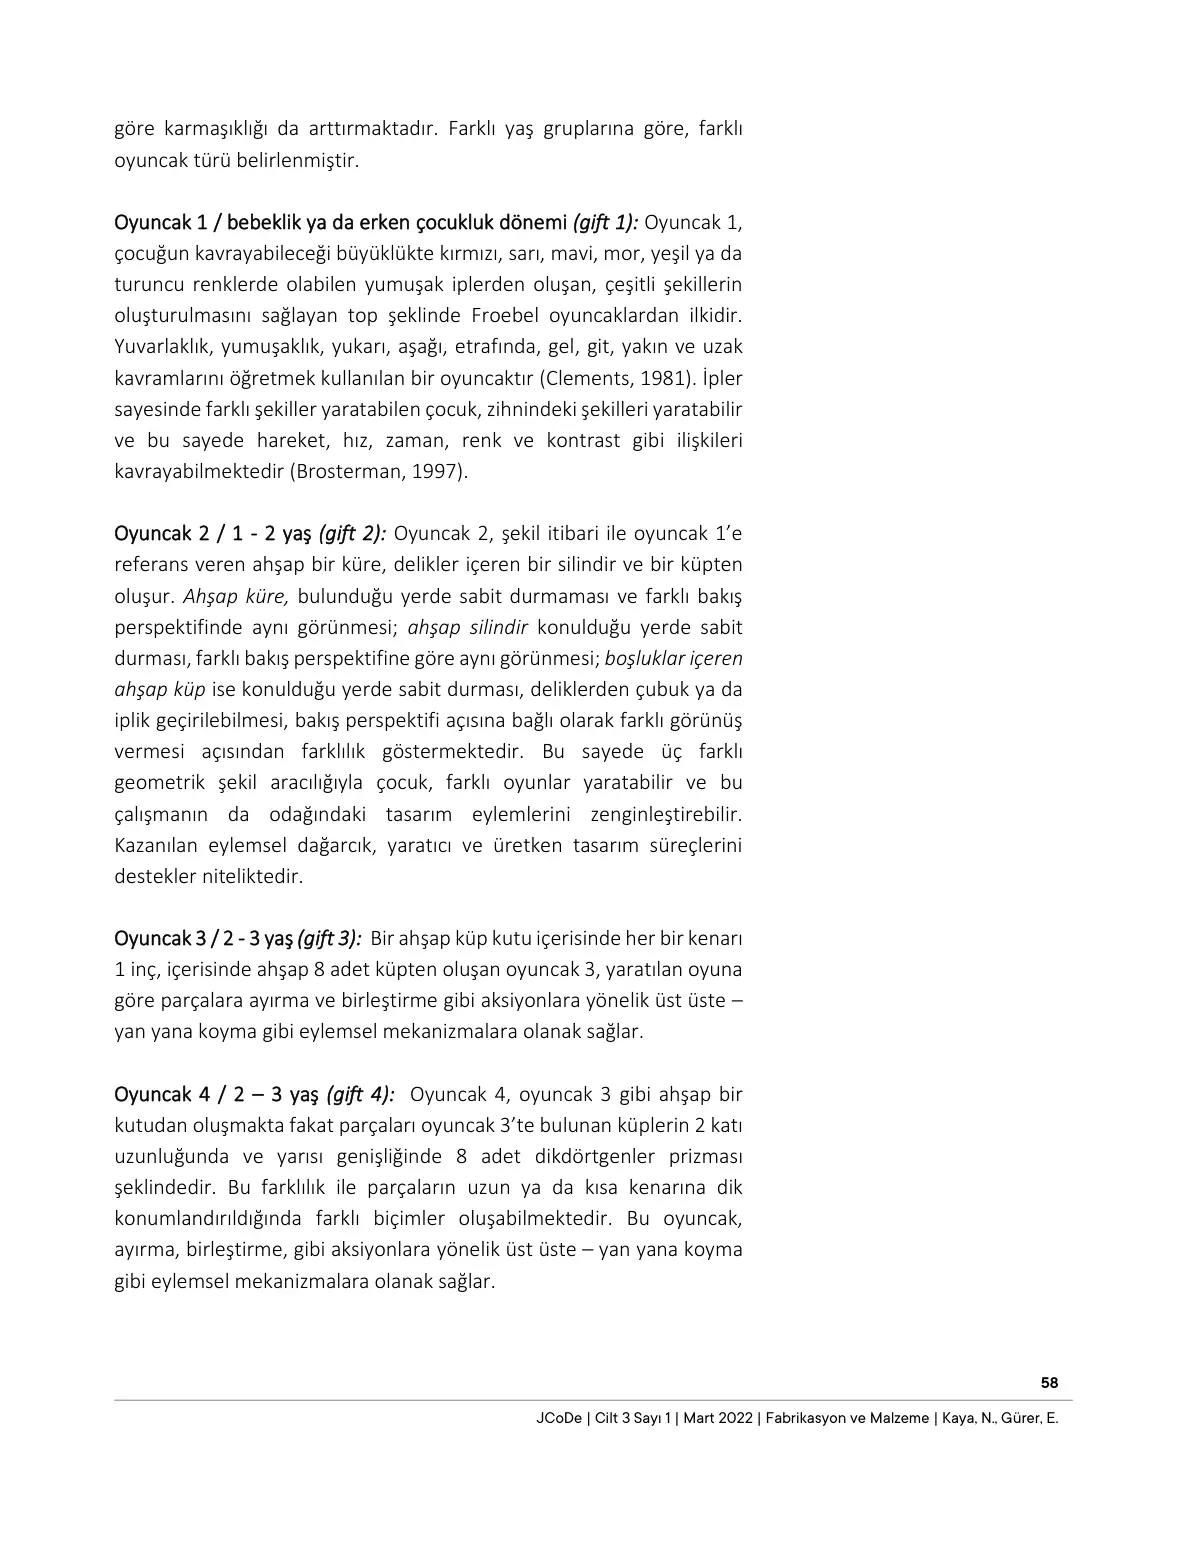 göre karmaşıklığı da arttırmaktadır. Farklı yaş gruplarına göre, farklı
oyuncak türü belirlenmiştir.
Oyuncak 1 / bebeklik ya da erken çocukluk dönemi (gift 1): Oyuncak 1,
çocuğun kavrayabileceği büyüklükte kırmızı, sarı, mavi, mor, yeşil ya da
turuncu renklerde olabilen yumuşak iplerden oluşan, çeşitli şekillerin
oluşturulmasını sağlayan top şeklinde Froebel oyuncaklardan ilkidir.
Yuvarlaklık, yumuşaklık, yukarı, aşağı, etrafında, gel, git, yakın ve uzak
kavramlarını öğretmek kullanılan bir oyuncaktır (Clements, 1981). İpler
sayesinde farklı şekiller yaratabilen çocuk, zihnindeki şekilleri yaratabilir
ve bu sayede hareket, hız, zaman, renk ve kontrast gibi ilişkileri
kavrayabilmektedir (Brosterman, 1997).
Oyuncak 2 / 1 - 2 yaş (gift 2): Oyuncak 2, şekil itibari ile oyuncak 1’e
referans veren ahşap bir küre, delikler içeren bir silindir ve bir küpten
oluşur. Ahşap küre, bulunduğu yerde sabit durmaması ve farklı bakış
perspektifinde aynı görünmesi; ahşap silindir konulduğu yerde sabit
durması, farklı bakış perspektifine göre aynı görünmesi; boşluklar içeren
ahşap küp ise konulduğu yerde sabit durması, deliklerden çubuk ya da
iplik geçirilebilmesi, bakış perspektifi açısına bağlı olarak farklı görünüş
vermesi açısından farklılık göstermektedir. Bu sayede üç farklı
geometrik şekil aracılığıyla çocuk, farklı oyunlar yaratabilir ve bu
çalışmanın da odağındaki tasarım eylemlerini zenginleştirebilir.
Kazanılan eylemsel dağarcık, yaratıcı ve üretken tasarım süreçlerini
destekler niteliktedir.
Oyuncak 3 / 2 - 3 yaş (gift 3): Bir ahşap küp kutu içerisinde her bir kenarı
1 inç, içerisinde ahşap 8 adet küpten oluşan oyuncak 3, yaratılan oyuna
göre parçalara ayırma ve birleştirme gibi aksiyonlara yönelik üst üste –
yan yana koyma gibi eylemsel mekanizmalara olanak sağlar.
Oyuncak 4 / 2 – 3 yaş (gift 4): Oyuncak 4, oyuncak 3 gibi ahşap bir
kutudan oluşmakta fakat parçaları oyuncak 3’te bulunan küplerin 2 katı
uzunluğunda ve yarısı genişliğinde 8 adet dikdörtgenler prizması
şeklindedir. Bu farklılık ile parçaların uzun ya da kısa kenarına dik
konumlandırıldığında farklı biçimler oluşabilmektedir. Bu oyuncak,
ayırma, birleştirme, gibi aksiyonlara yönelik üst üste – yan yana koyma
gibi eylemsel mekanizmalara olanak sağlar.
58
JCoDe | Cilt 3 Sayı 1 | Mart 2022 | Fabrikasyon ve Malzeme | Kaya, N., Gürer, E.